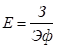 E = З / Эф